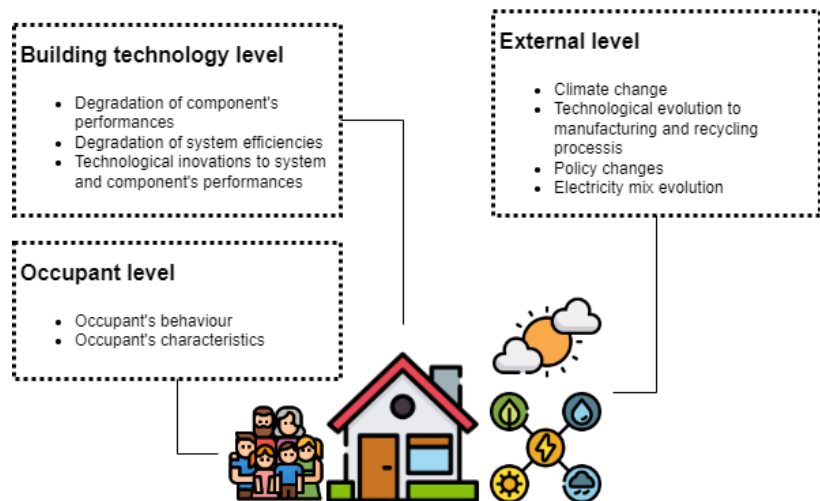 Building technology level
Degradation of component's
performances
Degradation of system efficiencies
Technological inovations to system
and component's performances
Occupant level
Occupant's behaviour
Occupant's characteristics
External level
Climate change
Technological evolution to
manufacturing and recycling
processis
Policy changes
Electricity mix evolution